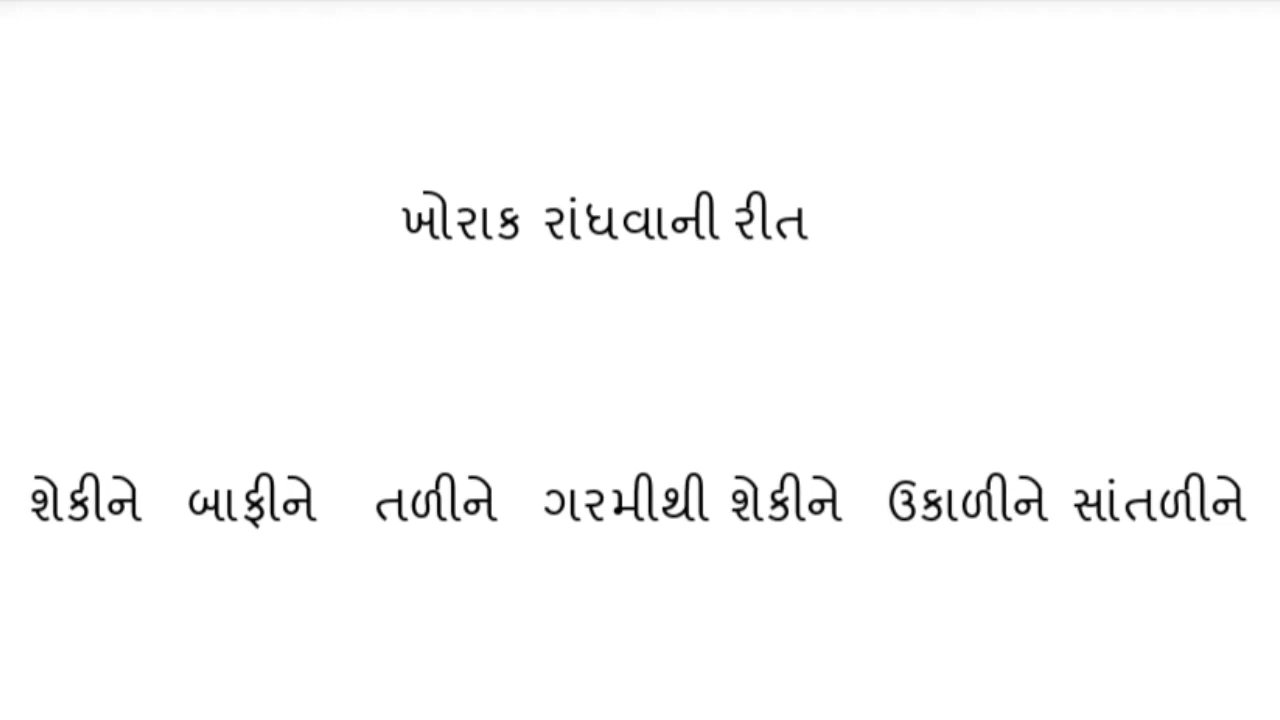 ખોરાક રાંધવાની રીત
શેકીને બાફીને તળીને ગરમીથી શેકીને ઉકાળીને સાંતળીને